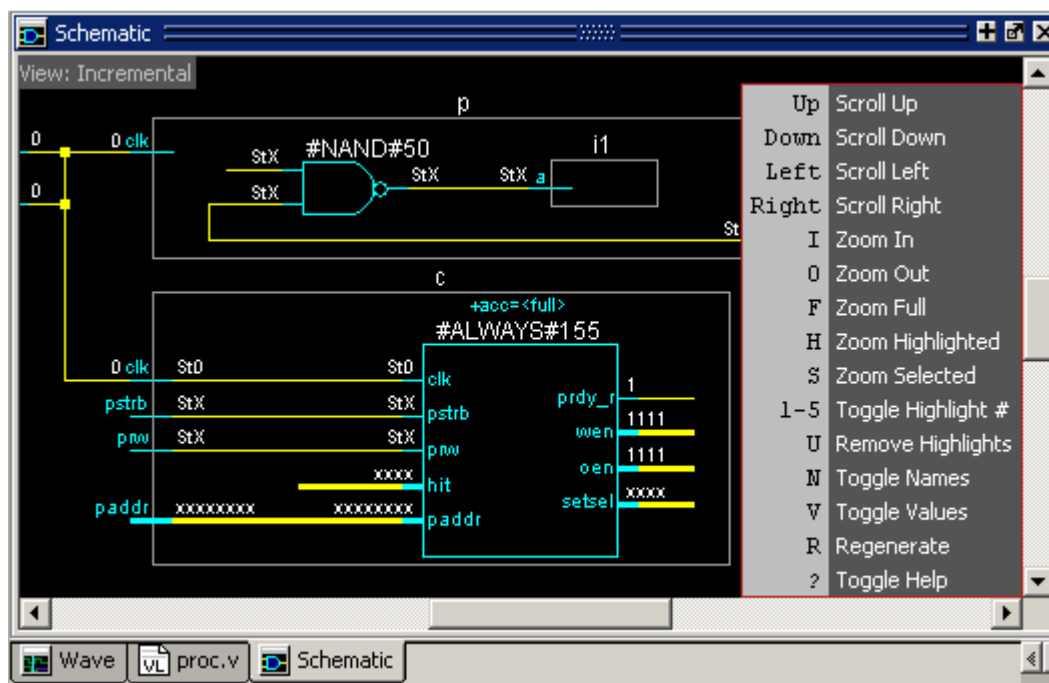 Schematic
View: Incremental
p
0
0 clk
StX
#NAND#50
StX
StX
StX a
i1
0
St
c
+acc=<full>
#ALWAYS#155
0 clk St0 St0 clk
pstrb StX StX pstrb
prw StX StX prw
xxxx hit
paddr xxxxxxxx xxxxxxxx paddr
prdy_r 1
wen 1111
oen 1111
setsel xxxx
Up Scroll Up
Down Scroll Down
Left Scroll Left
Right Scroll Right
I Zoom In
O Zoom Out
F Zoom Full
H Zoom Highlighted
S Zoom Selected
1-5 Toggle Highlight #
U Remove Highlights
N Toggle Names
V Toggle Values
R Regenerate
? Toggle Help
Wave
VL proc.v
Schematic